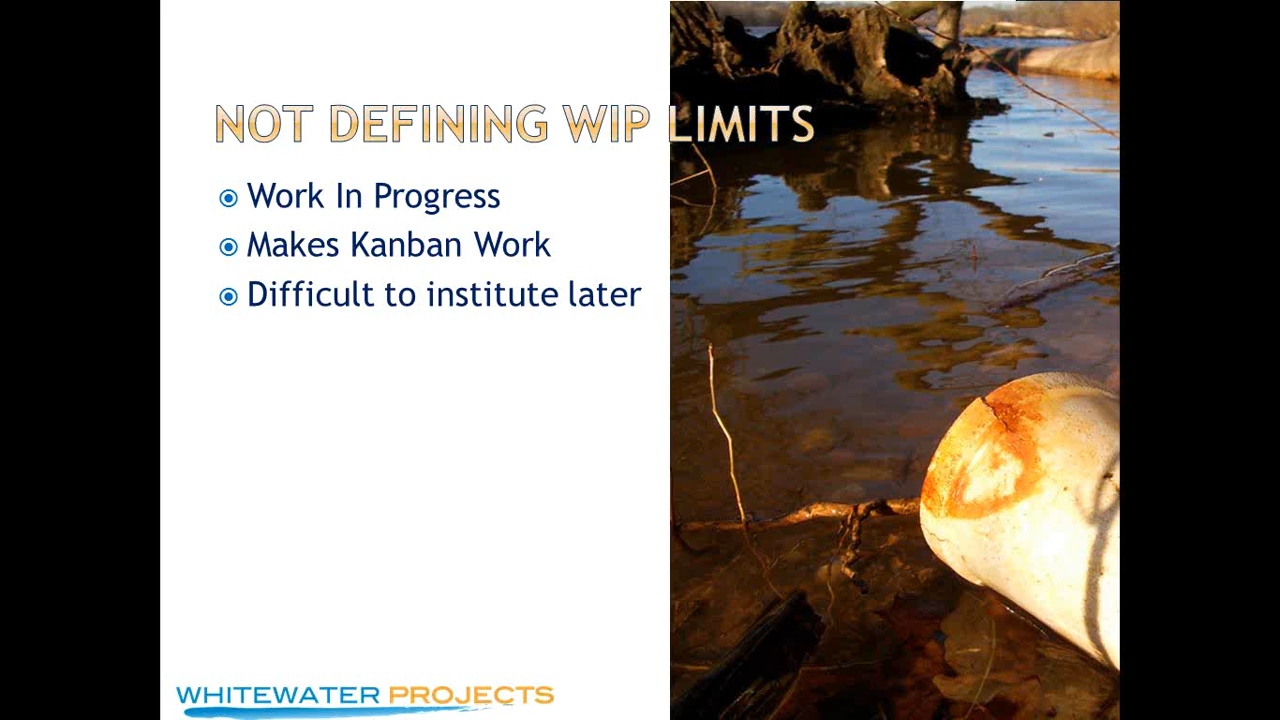 NOT DEFINING WIP LIMITS
Work In Progress
Makes Kanban Work
Difficult to institute later
WHITEWATER PROJECTS